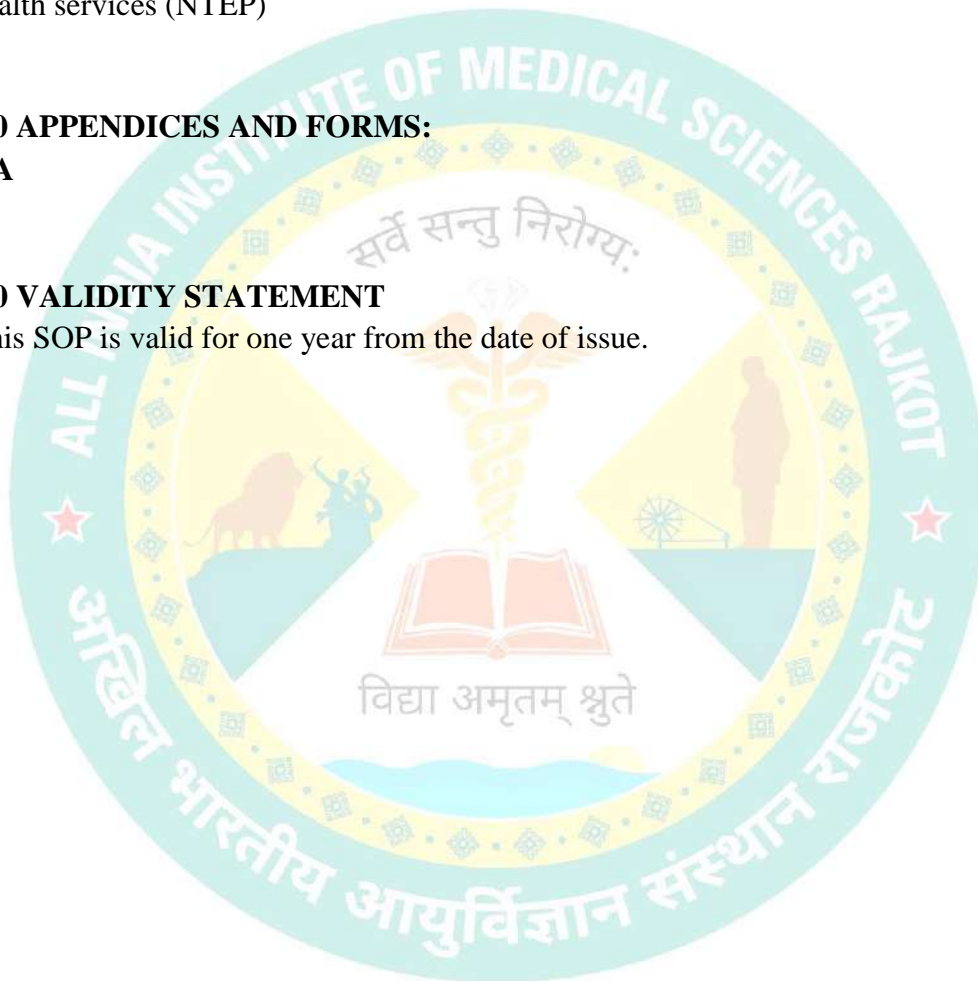 alth services (NTEP)
0 APPENDICES AND FORMS:
A
0 VALIDITY STATEMENT
his SOP is valid for one year from the date of issue.
ALL INDIA INSTITUTE OF MEDICAL SCIENCES RAJKOT
सर्वे सन्तु निरोग्य:
विद्या अमृतम् श्नुते
अखिल भारतीय आयुर्विज्ञान संस्थान राजकोट